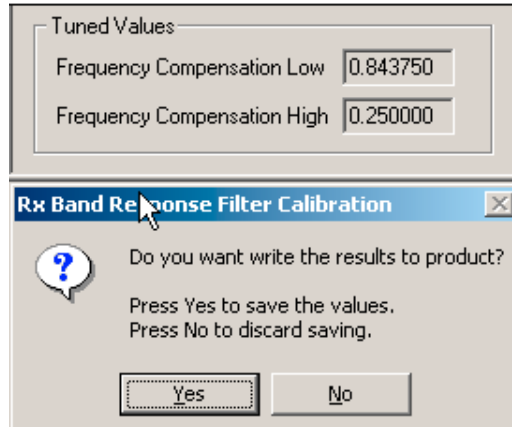 Tuned Values
Frequency Compensation Low 0.843750
Frequency Compensation High 0.250000
Rx Band Response Filter Calibration
Do you want write the results to product?
Press Yes to save the values.
Press No to discard saving.
Yes No